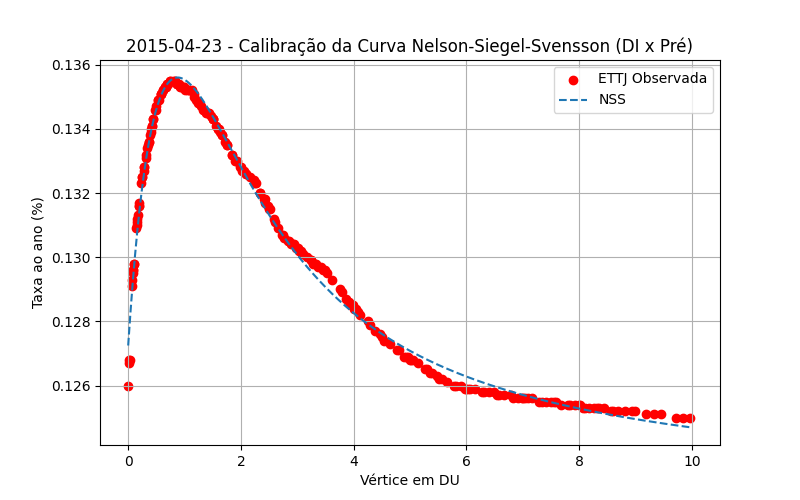 2015-04-23 - Calibração da Curva Nelson-Siegel-Svensson (DI x Pré)
ETTJ Observada
NSS
Taxa ao ano (%)
0.136
0.134
0.132
0.130
0.128
0.126
0 2 4 6 8 10
Vértice em DU